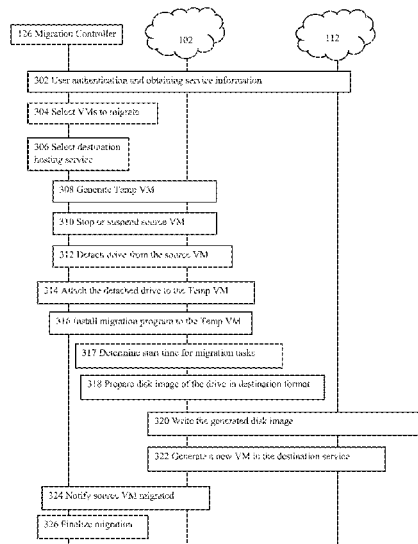 126 Migration Controller
102
112
302 User authentication and obtaining service information
304 Select VMs to migrate
306 Select destination
hosting service
308 Generate Temp VM
310 Stop or suspend source VM
312 Detach drive from the source VM
314 Attach the detached drive to the Temp VM
316 Install migration program to the Temp VM
317 Determine start time for migration tasks
318 Prepare disk image of the drive in destination format
320 Write the generated disk image
322 Generate a new VM in the destination service
324 Notify source VM migrated
326 Finalize migration